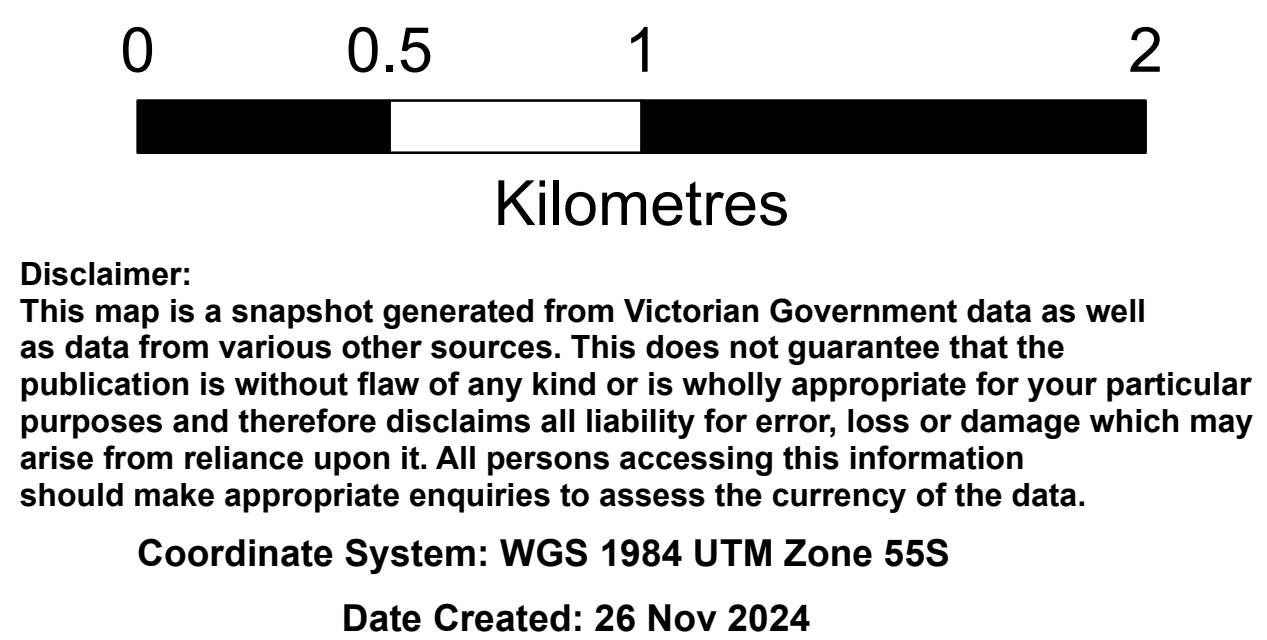 0 0.5 1 2
Kilometres
Disclaimer:
This map is a snapshot generated from Victorian Government data as well
as data from various other sources. This does not guarantee that the
publication is without flaw of any kind or is wholly appropriate for your particular
purposes and therefore disclaims all liability for error, loss or damage which may
arise from reliance upon it. All persons accessing this information
should make appropriate enquiries to assess the currency of the data.
Coordinate System: WGS 1984 UTM Zone 55S
Date Created: 26 Nov 2024